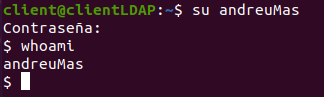 client@clientLDAP:~$ su andreuMas
Contraseña:
$ whoami
andreuMas
$